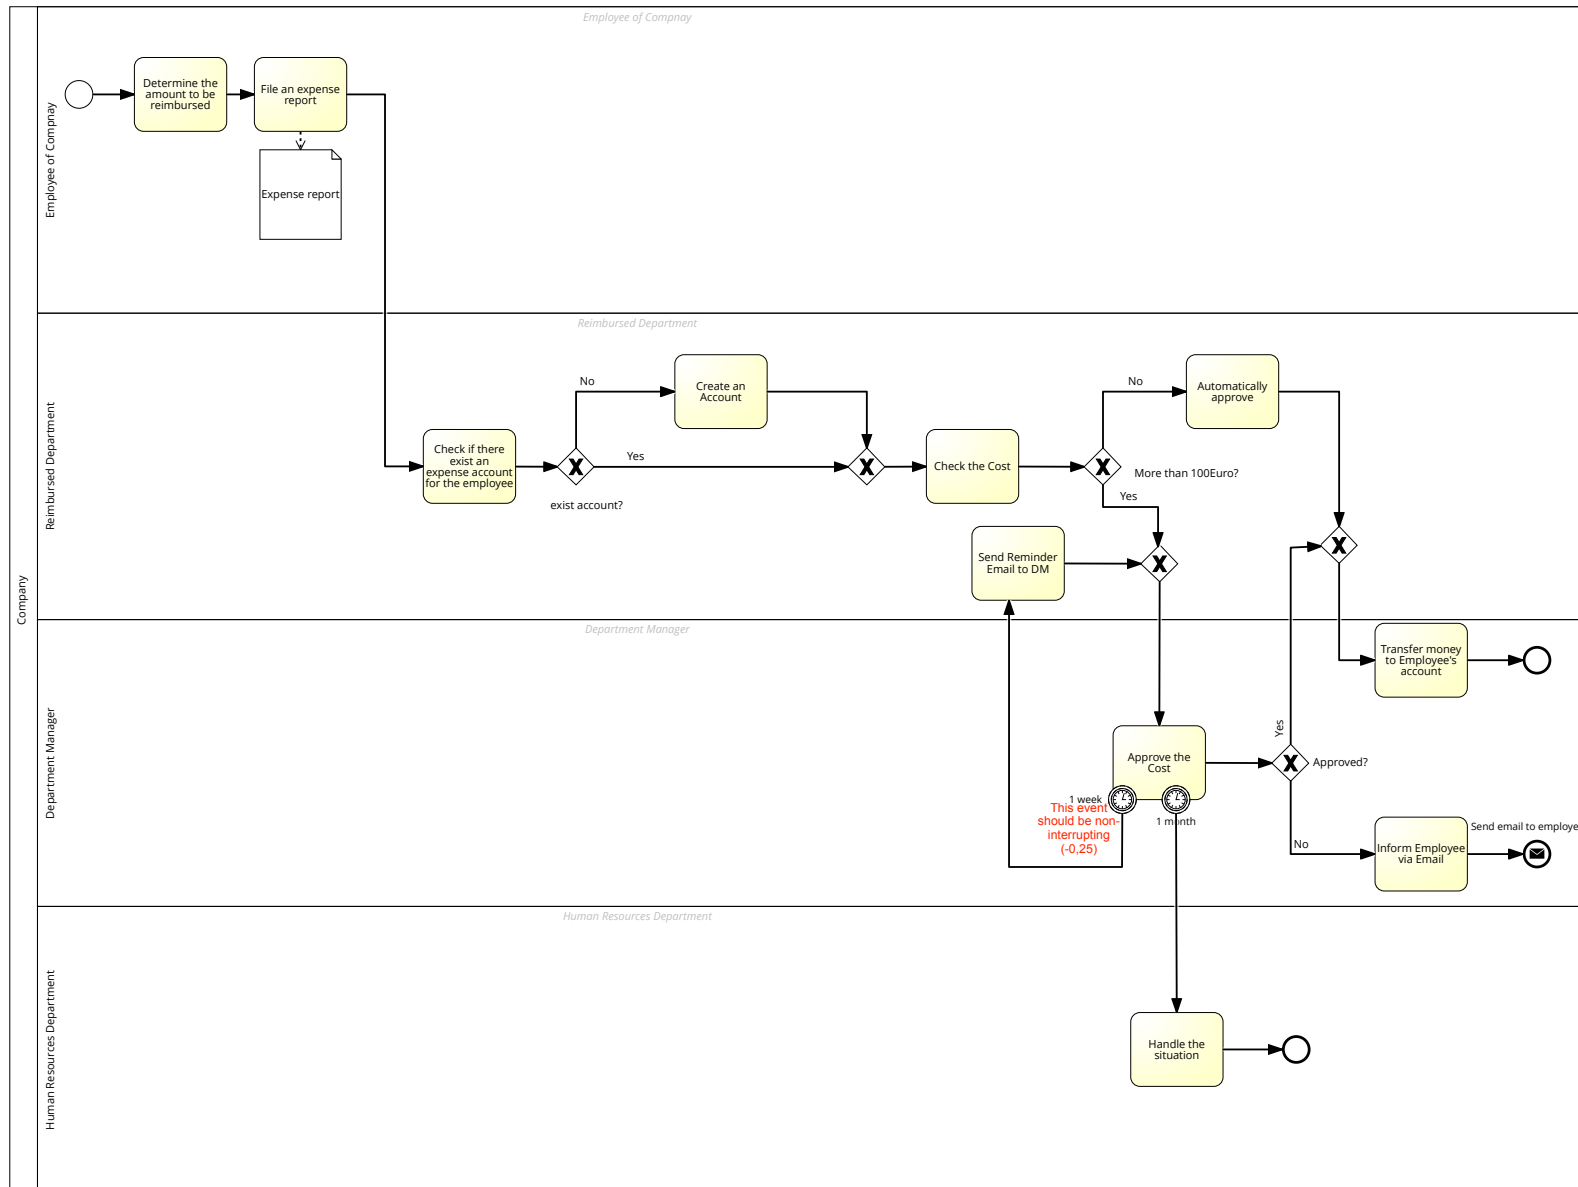 Company
Employee of Compnay
Employee of Compnay
Determine the
amount to be
reimbursed
File an expense
report
Expense report
Reimbursed Department
Reimbursed Department
Check if there
exist an
expense account
for the employee
exist account?
No
Yes
Create an
Account
Check the Cost
More than 100Euro?
No
Yes
Automatically
approve
Send Reminder
Email to DM
Department Manager
Department Manager
Transfer money
to Employee's
account
Approve the
Cost
1 week
This event
should be non-
interrupting
(-0,25)
1 month
Yes
Approved?
No
Inform Employee
via Email
Send email to employe
Human Resources Department
Human Resources Department
Handle the
situation